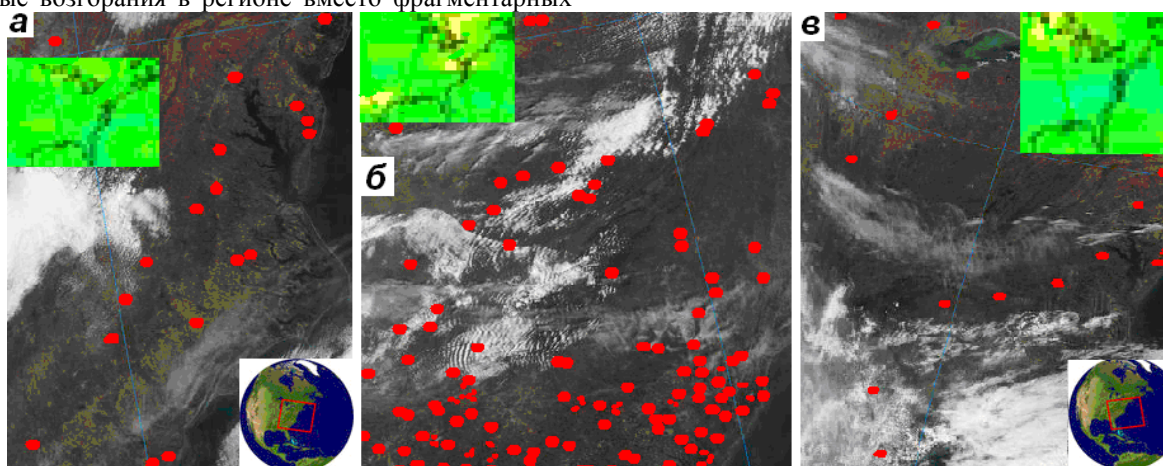 возгорания в регионе вместо фрагментарных
а
б
в